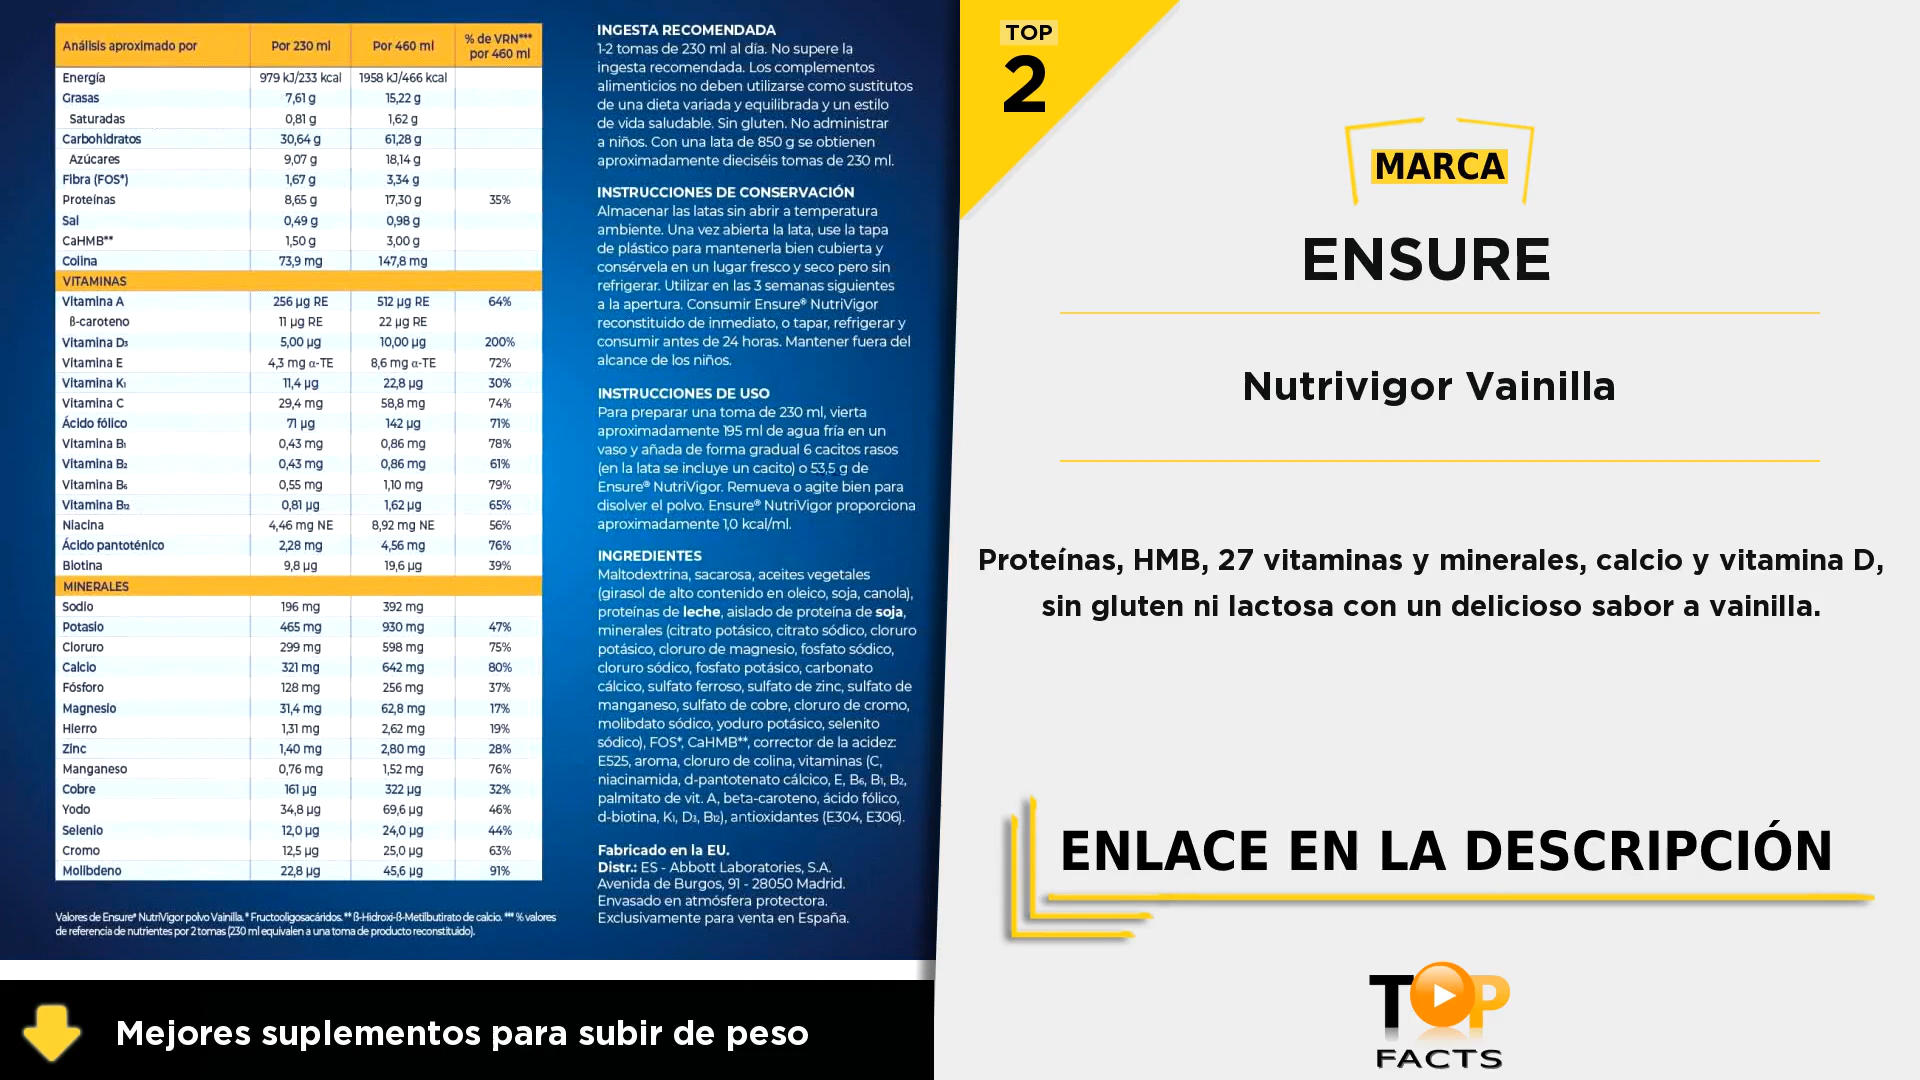 Análisis aproximado por Por 230 ml Por 460 ml % de VRN*** por 460 ml
Energía 979 kJ/233 kcal 1958 kJ/466 kcal
Grasas 7,61 g 15,22 g
Saturadas 0,81 g 1,62 g
Carbohidratos 30,64 g 61,28 g
Azúcares 9,07 g 18,14 g
Fibra (FOS*) 1,67 g 3,34 g
Proteínas 8,65 g 17,30 g 35%
Sal 0,49 g 0,98 g
CaHMB** 1,50 g 3,00 g
Colina 73,9 mg 147,8 mg
VITAMINAS
Vitamina A 256 µg RE 512 µg RE 64%
ß-caroteno 11 µg RE 22 µg RE
Vitamina D₃ 5,00 µg 10,00 µg 200%
Vitamina E 4,3 mg α-TE 8,6 mg α-TE 72%
Vitamina K₁ 11,4 µg 22,8 µg 30%
Vitamina C 29,4 mg 58,8 mg 74%
Ácido fólico 71 µg 142 µg 71%
Vitamina B₁ 0,43 mg 0,86 mg 78%
Vitamina B₂ 0,43 mg 0,86 mg 61%
Vitamina B₆ 0,55 mg 1,10 mg 79%
Vitamina B₁₂ 0,81 µg 1,62 µg 65%
Niacina 4,46 mg NE 8,92 mg NE 56%
Ácido pantoténico 2,28 mg 4,56 mg 76%
Biotina 9,8 µg 19,6 µg 39%
MINERALES
Sodio 196 mg 392 mg
Potasio 465 mg 930 mg 47%
Cloruro 299 mg 598 mg 75%
Calcio 321 mg 642 mg 80%
Fósforo 128 mg 256 mg 37%
Magnesio 31,4 mg 62,8 mg 17%
Hierro 1,31 mg 2,62 mg 19%
Zinc 1,40 mg 2,80 mg 28%
Manganeso 0,76 mg 1,52 mg 76%
Cobre 161 µg 322 µg 32%
Yodo 34,8 µg 69,6 µg 46%
Selenio 12,0 µg 24,0 µg 44%
Cromo 12,5 µg 25,0 µg 63%
Molibdeno 22,8 µg 45,6 µg 91%
Valores de Ensure® NutriVigor polvo Vainilla. * Fructooligosacáridos. ** ß-Hidroxi-ß-Metilbutirato de calcio. *** % valores
de referencia de nutrientes por 2 tomas (230 ml equivalen a una toma de producto reconstituido).
INGESTA RECOMENDADA
1-2 tomas de 230 ml al día. No supere la
ingesta recomendada. Los complementos
alimenticios no deben utilizarse como sustitutos
de una dieta variada y equilibrada y un estilo
de vida saludable. Sin gluten. No administrar
a niños. Con una lata de 850 g se obtienen
aproximadamente dieciséis tomas de 230 ml.
INSTRUCCIONES DE CONSERVACIÓN
Almacenar las latas sin abrir a temperatura
ambiente. Una vez abierta la lata, use la tapa
de plástico para mantenerla bien cubierta y
consérvela en un lugar fresco y seco pero sin
refrigerar. Utilizar en las 3 semanas siguientes
a la apertura. Consumir Ensure® NutriVigor
reconstituido de inmediato, o tapar, refrigerar y
consumir antes de 24 horas. Mantener fuera del
alcance de los niños.
INSTRUCCIONES DE USO
Para preparar una toma de 230 ml, vierta
aproximadamente 195 ml de agua fría en un
vaso y añada de forma gradual 6 cacitos rasos
(en la lata se incluye un cacito) o 53,5 g de
Ensure® NutriVigor. Remueva o agite bien para
disolver el polvo. Ensure® NutriVigor proporciona
aproximadamente 1,0 kcal/ml.
INGREDIENTES
Maltodextrina, sacarosa, aceites vegetales
(girasol de alto contenido en oleico, soja, canola),
proteínas de leche, aislado de proteína de soja,
minerales (citrato potásico, citrato sódico, cloruro
potásico, cloruro de magnesio, fosfato sódico,
cloruro sódico, fosfato potásico, carbonato
cálcico, sulfato ferroso, sulfato de zinc, sulfato de
manganeso, sulfato de cobre, cloruro de cromo,
molibdato sódico, yoduro potásico, selenito
sódico), FOS*, CaHMB**, corrector de la acidez:
E525, aroma, cloruro de colina, vitaminas (C,
niacinamida, d-pantotenato cálcico, E, B₆, B₁, B₂,
palmitato de vit. A, beta-caroteno, ácido fólico,
d-biotina, K₁, D₃, B₁₂), antioxidantes (E304, E306).
Fabricado en la EU.
Distr.: ES - Abbott Laboratories, S.A.
Avenida de Burgos, 91 - 28050 Madrid.
Envasado en atmósfera protectora.
Exclusivamente para venta en España.
Mejores suplementos para subir de peso
TOP
2
MARCA
ENSURE
Nutrivigor Vainilla
Proteínas, HMB, 27 vitaminas y minerales, calcio y vitamina D,
sin gluten ni lactosa con un delicioso sabor a vainilla.
ENLACE EN LA DESCRIPCIÓN
TOP
FACTS